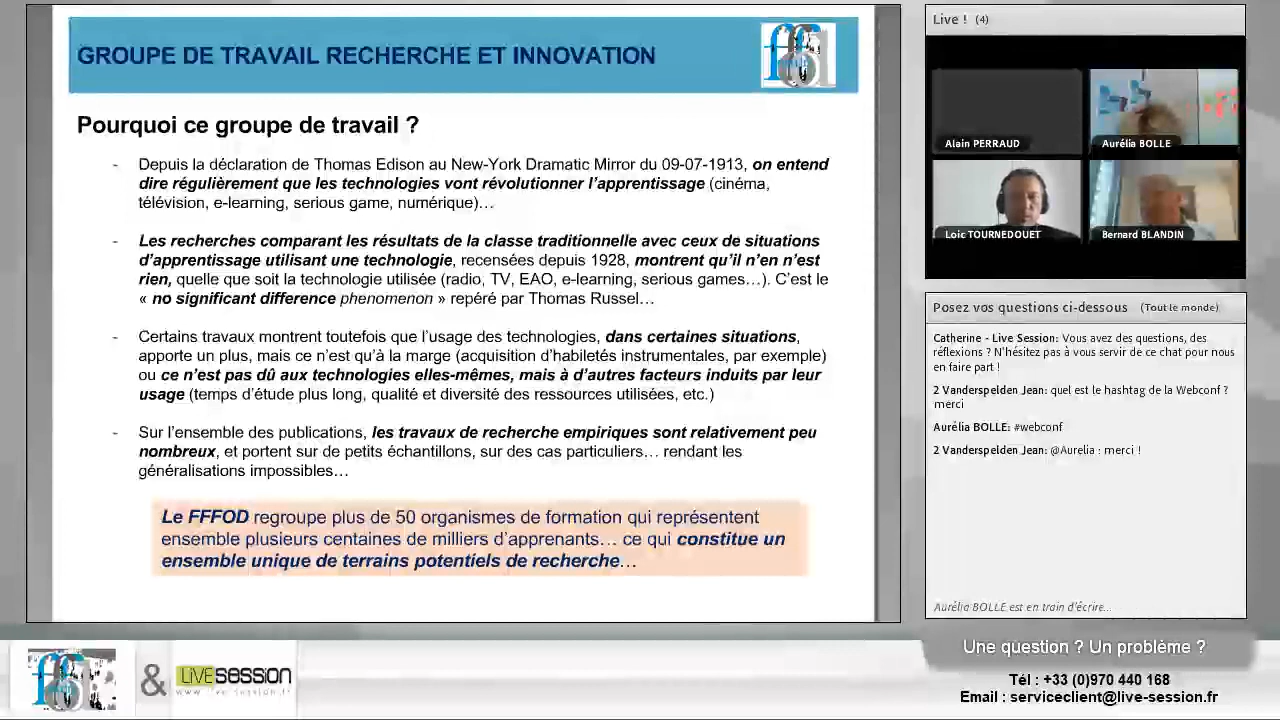 GROUPE DE TRAVAIL RECHERCHE ET INNOVATION
Pourquoi ce groupe de travail ?
- Depuis la déclaration de Thomas Edison au New-York Dramatic Mirror du 09-07-1913, on entend
dire régulièrement que les technologies vont révolutionner l’apprentissage (cinéma,
télévision, e-learning, serious game, numérique)…
- Les recherches comparant les résultats de la classe traditionnelle avec ceux de situations
d’apprentissage utilisant une technologie, recensées depuis 1928, montrent qu’il n’en n’est
rien, quelle que soit la technologie utilisée (radio, TV, EAO, e-learning, serious games…). C’est le
« no significant difference phenomenon » repéré par Thomas Russel…
- Certains travaux montrent toutefois que l’usage des technologies, dans certaines situations,
apporte un plus, mais ce n’est qu’à la marge (acquisition d’habiletés instrumentales, par exemple)
ou ce n’est pas dû aux technologies elles-mêmes, mais à d’autres facteurs induits par leur
usage (temps d’étude plus long, qualité et diversité des ressources utilisées, etc.)
- Sur l’ensemble des publications, les travaux de recherche empiriques sont relativement peu
nombreux, et portent sur de petits échantillons, sur des cas particuliers… rendant les
généralisations impossibles…
Le FFFOD regroupe plus de 50 organismes de formation qui représentent
ensemble plusieurs centaines de milliers d’apprenants… ce qui constitue un
ensemble unique de terrains potentiels de recherche…
Live ! (4)
Alain PERRAUD
Aurélia BOLLE
Loic TOURNEDOUET
Bernard BLANDIN
Posez vos questions ci-dessous (Tout le monde)
Catherine - Live Session: Vous avez des questions, des
réflexions ? N'hésitez pas à vous servir de ce chat pour nous
en faire part !
2 Vanderspelden Jean: quel est le hashtag de la Webconf ?
merci
Aurélia BOLLE: #webconf
2 Vanderspelden Jean: @Aurelia : merci !
Aurélia BOLLE est en train d'écrire...
& LIVESESSION
www.live-session.fr
Une question ? Un problème ?
Tél : +33 (0)970 440 168
Email : serviceclient@live-session.fr